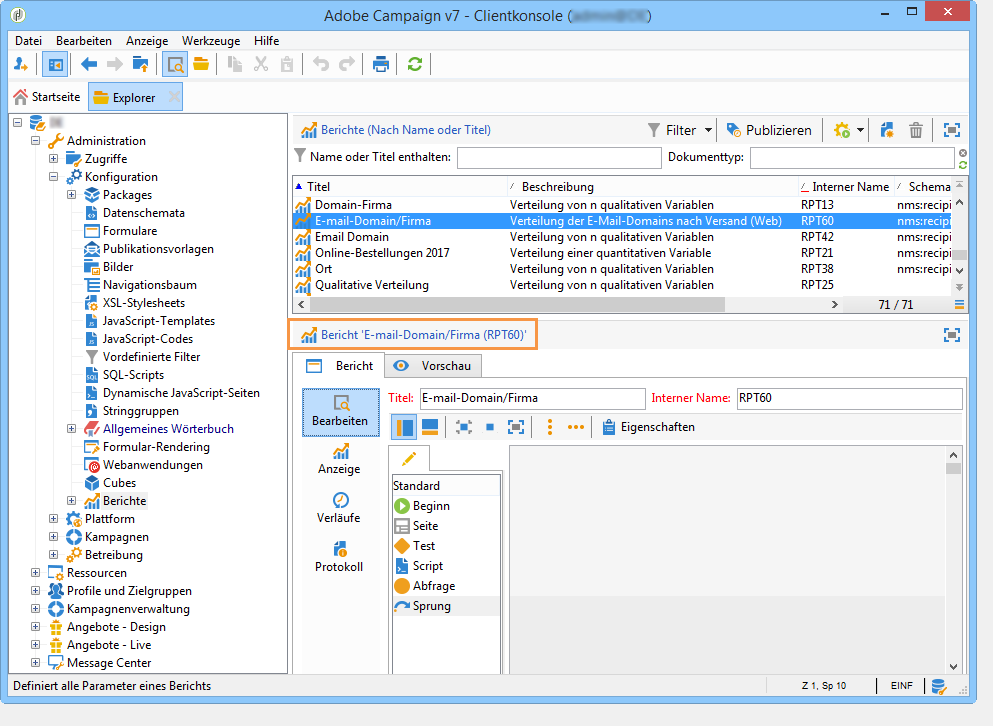 Adobe Campaign v7 - Clientkonsole ( )
Datei Bearbeiten Anzeige Werkzeuge Hilfe
Startseite Explorer
Administration
Zugriffe
Konfiguration
Packages
Datenschemata
Formulare
Publikationsvorlagen
Bilder
Navigationsbaum
XSL-Stylesheets
JavaScript-Templates
JavaScript-Codes
Vordefinierte Filter
SQL-Scripts
Dynamische JavaScript-Seiten
Stringgruppen
Allgemeines Wörterbuch
Formular-Rendering
Webanwendungen
Cubes
Berichte
Plattform
Kampagnen
Betreibung
Ressourcen
Profile und Zielgruppen
Kampagnenverwaltung
Angebote - Design
Angebote - Live
Message Center
Berichte (Nach Name oder Titel) Filter Publizieren
Name oder Titel enthalten: Dokumenttyp:
Titel Beschreibung Interner Name Schema
Domain-Firma Verteilung von n qualitativen Variablen RPT13 nms:recipi
E-mail-Domain/Firma Verteilung der E-Mail-Domains nach Versand (Web) RPT60 nms:recipi
Email Domain Verteilung von n qualitativen Variablen RPT42 nms:recipi
Online-Bestellungen 2017 Verteilung einer quantitativen Variable RPT21 nms:recipi
Ort Verteilung von n qualitativen Variablen RPT38 nms:recipi
Qualitative Verteilung Verteilung von n qualitativen Variablen RPT25
71 / 71
Bericht 'E-mail-Domain/Firma (RPT60)'
Bericht Vorschau
Bearbeiten
Anzeige
Verläufe
Protokoll
Titel: E-mail-Domain/Firma Interner Name: RPT60
Eigenschaften
Standard
Beginn
Seite
Test
Script
Abfrage
Sprung
Definiert alle Parameter eines Berichts Z 1, Sp 10 EINF